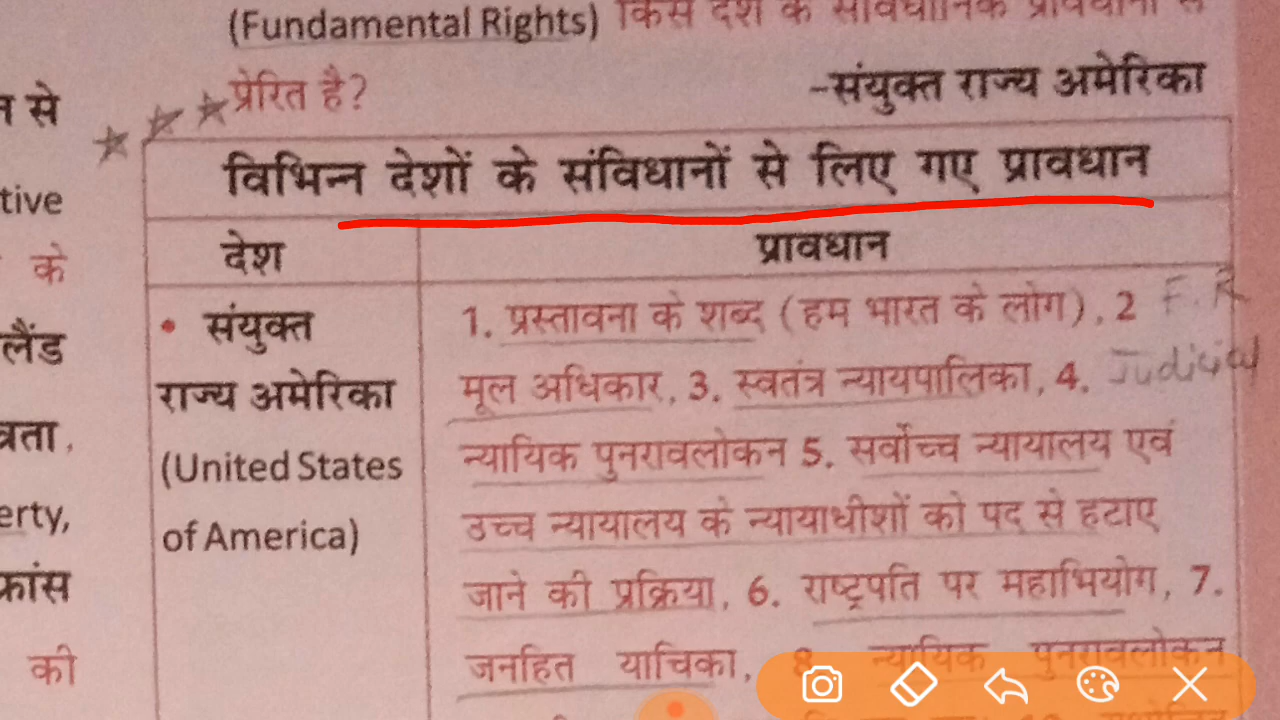 (Fundamental Rights) किस देश के प्रावधानों से
प्रेरित है?
-संयुक्त राज्य अमेरिका
विभिन्न देशों के संविधानों से लिए गए प्रावधान
देश
प्रावधान
• संयुक्त
राज्य अमेरिका
(United States
of America)
1. प्रस्तावना के शब्द (हम भारत के लोग), 2
मूल अधिकार, 3. स्वतंत्र न्यायपालिका, 4.
न्यायिक पुनरावलोकन 5. सर्वोच्च न्यायालय एवं
उच्च न्यायालय के न्यायाधीशों को पद से हटाए
जाने की प्रक्रिया, 6. राष्ट्रपति पर महाभियोग, 7.
जनहित याचिका, 8 न्यायिक पुनरावलोकन
F.R
Judicial
से
tive
के
लैंड
erty,
फ्रांस
की